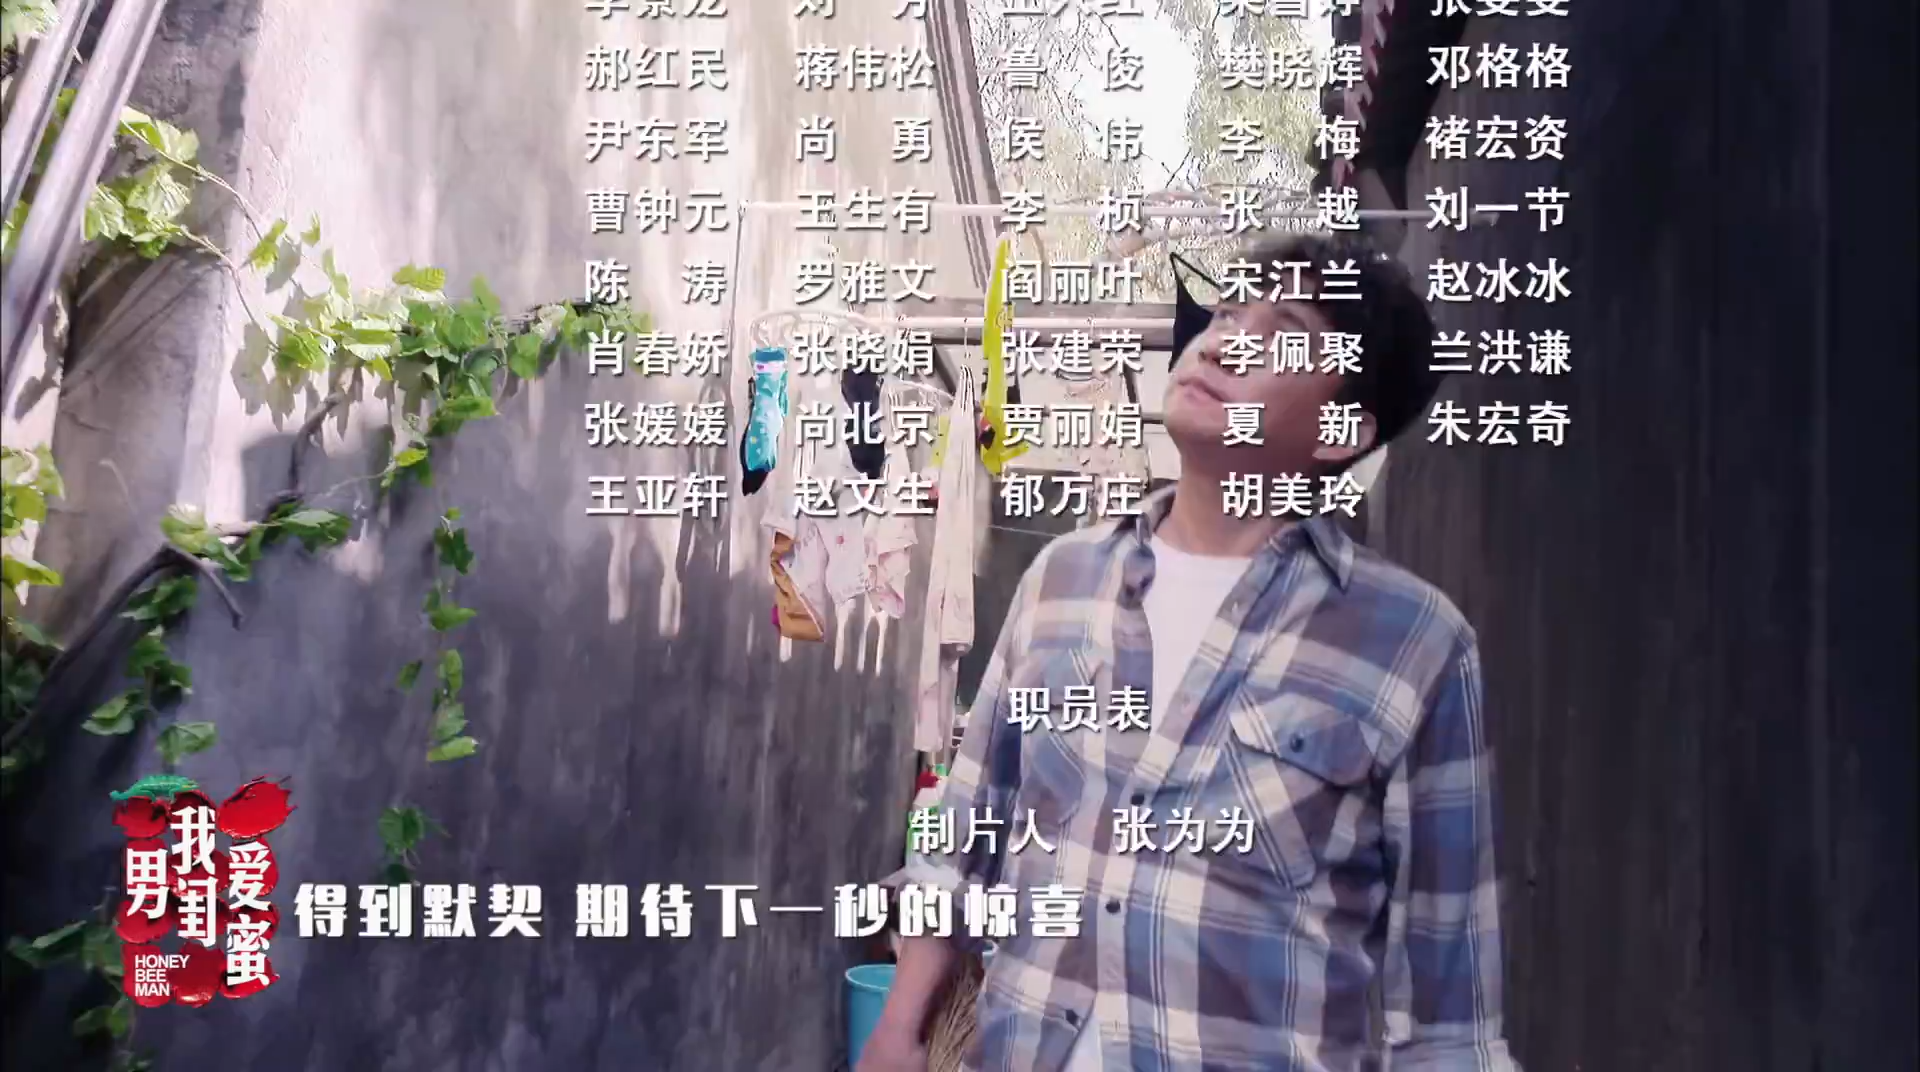 郝红民 蒋伟松 鲁 俊 樊晓辉 邓格格
尹东军 尚 勇 侯 伟 李 梅 褚宏资
曹钟元 王生有 李 桢 张 越 刘一节
陈 涛 罗雅文 阎丽叶 宋江兰 赵冰冰
肖春娇 张晓娟 张建荣 李佩聚 兰洪谦
张媛媛 尚北京 贾丽娟 夏 新 朱宏奇
王亚轩 赵文生 郁万庄 胡美玲
职员表
制片人 张为为
我闺
男
爱蜜
HONEY
BEE
MAN
得到默契 期待下一秒的惊喜